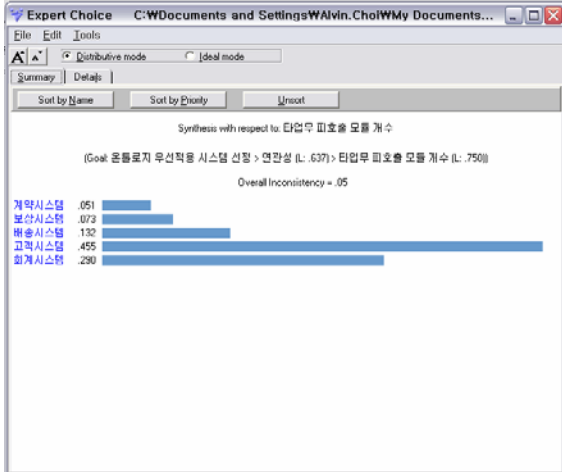 Expert Choice C:₩Documents and Settings₩Alvin.Choi₩My Documents...
File Edit Tools
A A Distributive mode Ideal mode
Summary Details
Sort by Name Sort by Priority Unsort
Synthesis with respect to: 타업무 피호출 모듈 개수
(Goal: 온톨로지 우선적용 시스템 선정 > 연관성 (L: .637) > 타업무 피호출 모듈 개수 (L: .750))
Overall Inconsistency = .05
계약시스템 .051
보상시스템 .073
배송시스템 .132
고객시스템 .455
회계시스템 .290